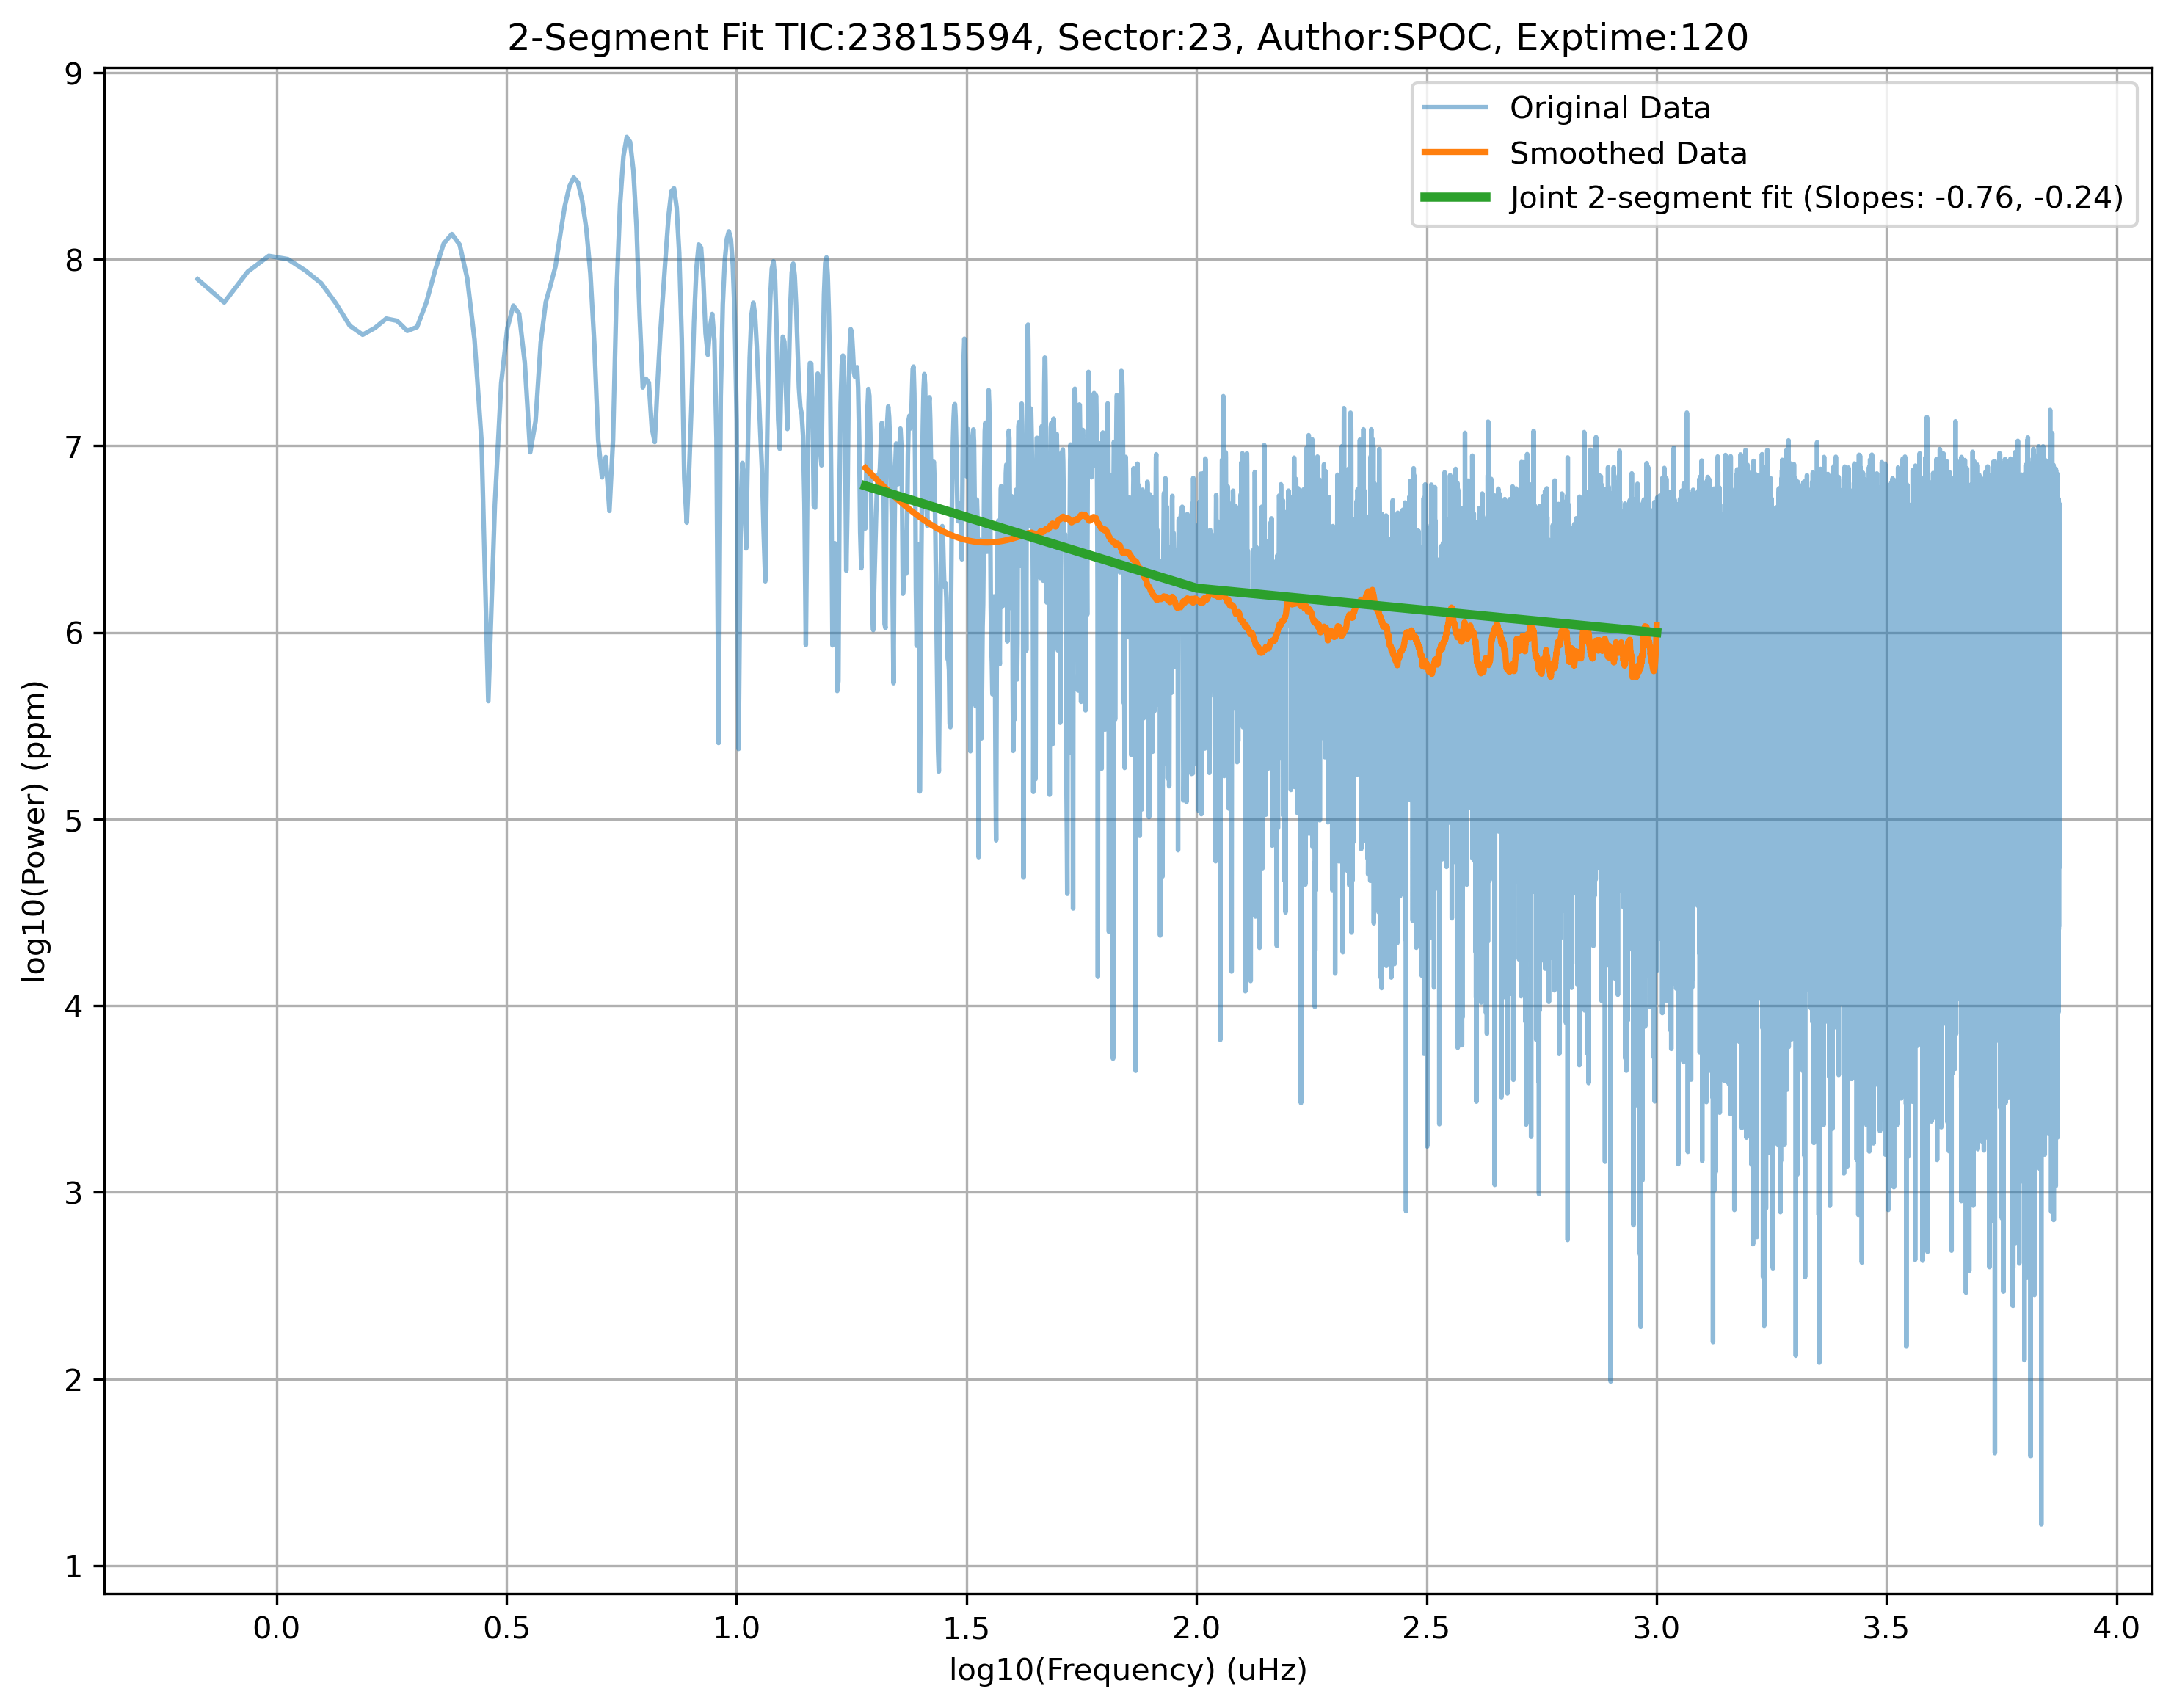 2-Segment Fit TIC:23815594, Sector:23, Author:SPOC, Exptime:120
Original Data
Smoothed Data
Joint 2-segment fit (Slopes: -0.76, -0.24)
log10(Power) (ppm)
9
8
7
6
5
4
3
2
1
0.0 0.5 1.0 1.5 2.0 2.5 3.0 3.5 4.0
log10(Frequency) (uHz)